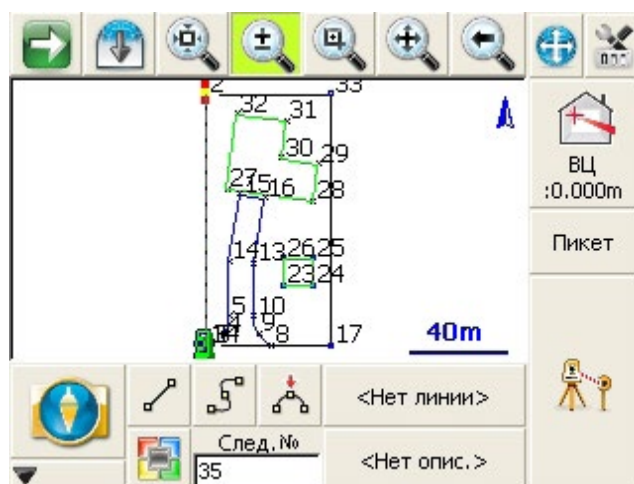 2 33
32 31
30 29
27 15 16 28
14 13 26 25
23 24
5 10
9
8 17
40m
ВЦ
:0.000m
Пикет
<Нет линии>
След.№
35
<Нет опис.>